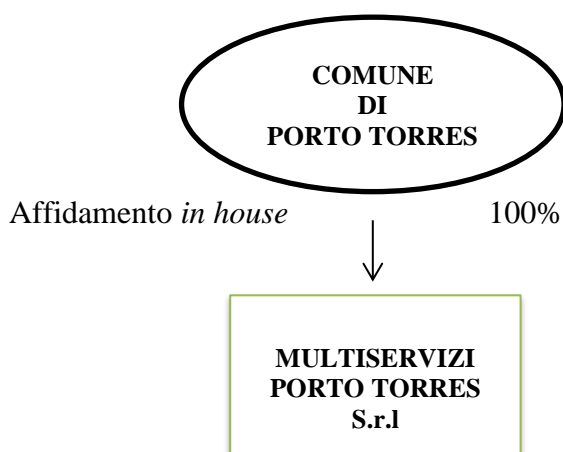 COMUNE
DI
PORTO TORRES
Affidamento in house 100%
MULTISERVIZI
PORTO TORRES
S.r.l